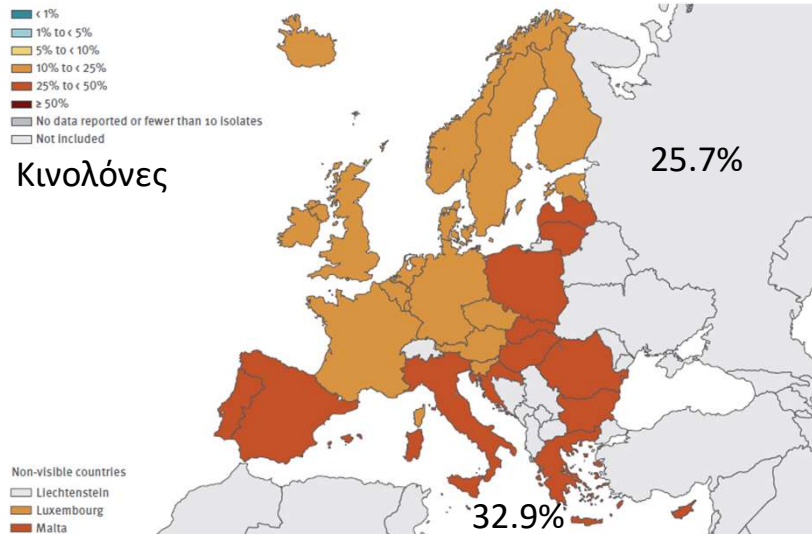 < 1%
1% to < 5%
5% to < 10%
10% to < 25%
25% to < 50%
≥ 50%
No data reported or fewer than 10 isolates
Not included
Κινολόνες
25.7%
Non-visible countries
Liechtenstein
Luxembourg
Malta
32.9%